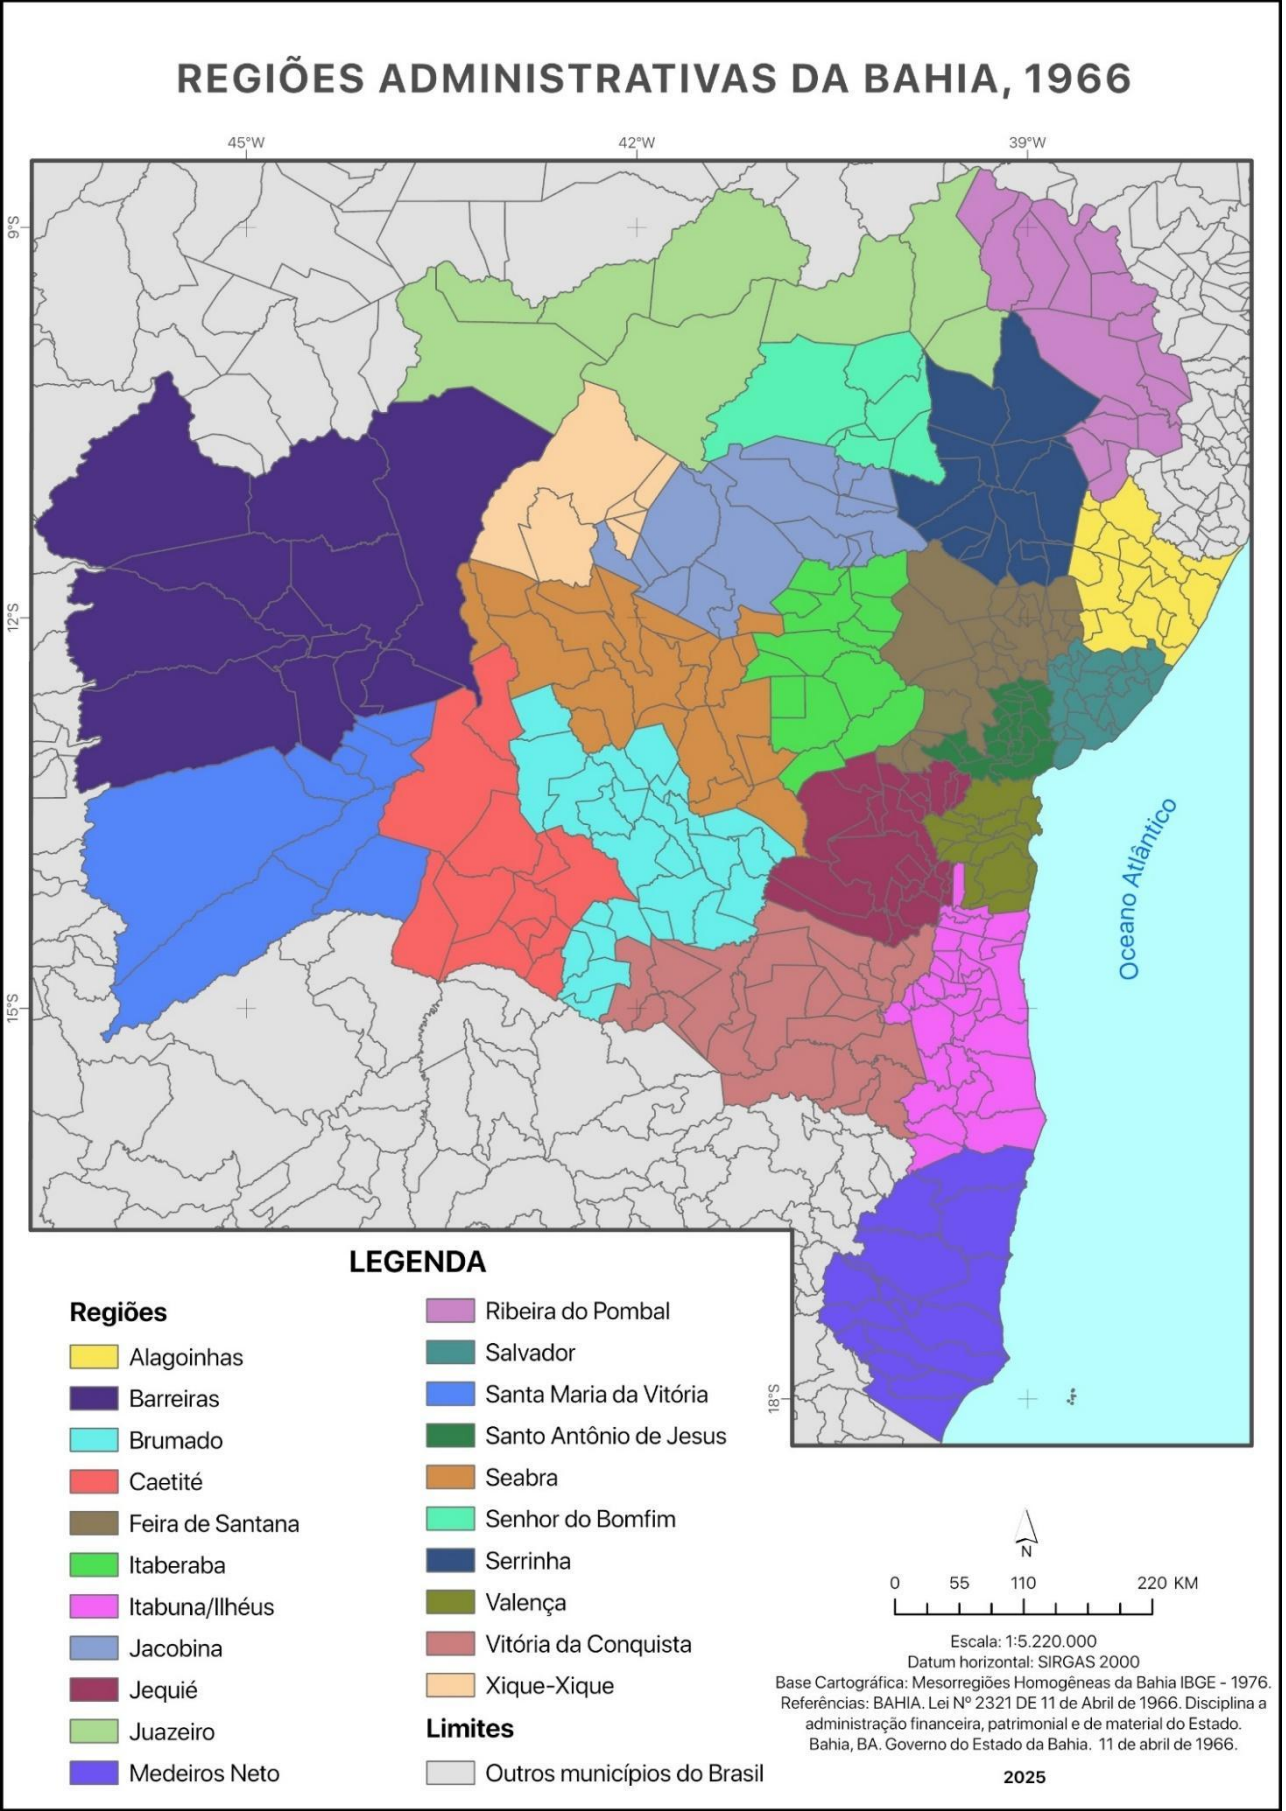 REGIÕES ADMINISTRATIVAS DA BAHIA, 1966
45°W
42°W
39°W
9°S
12°S
15°S
18°S
Oceano Atlântico
LEGENDA
Regiões
Alagoinhas
Barreiras
Brumado
Caetité
Feira de Santana
Itaberaba
Itabuna/Ilhéus
Jacobina
Jequié
Juazeiro
Medeiros Neto
Ribeira do Pombal
Salvador
Santa Maria da Vitória
Santo Antônio de Jesus
Seabra
Senhor do Bomfim
Serrinha
Valença
Vitória da Conquista
Xique-Xique
Limites
Outros municípios do Brasil
N
0 55 110 220 KM
Escala: 1:5.220.000
Datum horizontal: SIRGAS 2000
Base Cartográfica: Mesorregiões Homogêneas da Bahia IBGE - 1976.
Referências: BAHIA. Lei Nº 2321 DE 11 de Abril de 1966. Disciplina a
administração financeira, patrimonial e de material do Estado.
Bahia, BA. Governo do Estado da Bahia. 11 de abril de 1966.
2025